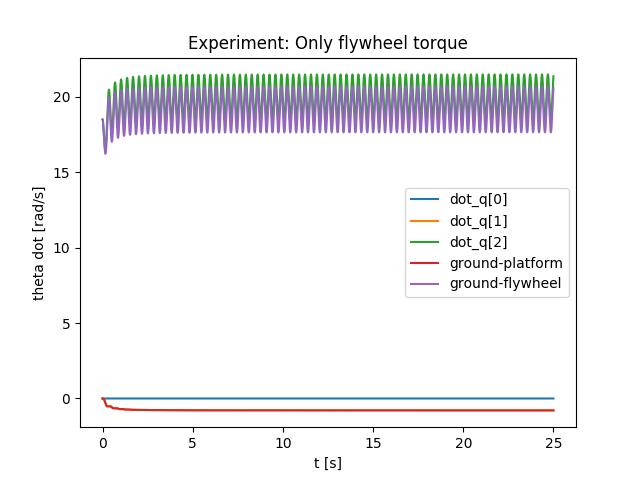 Experiment: Only flywheel torque
theta dot [rad/s]
20
15
10
5
0
dot_q[0]
dot_q[1]
dot_q[2]
ground-platform
ground-flywheel
0
5
10
15
20
25
t [s]